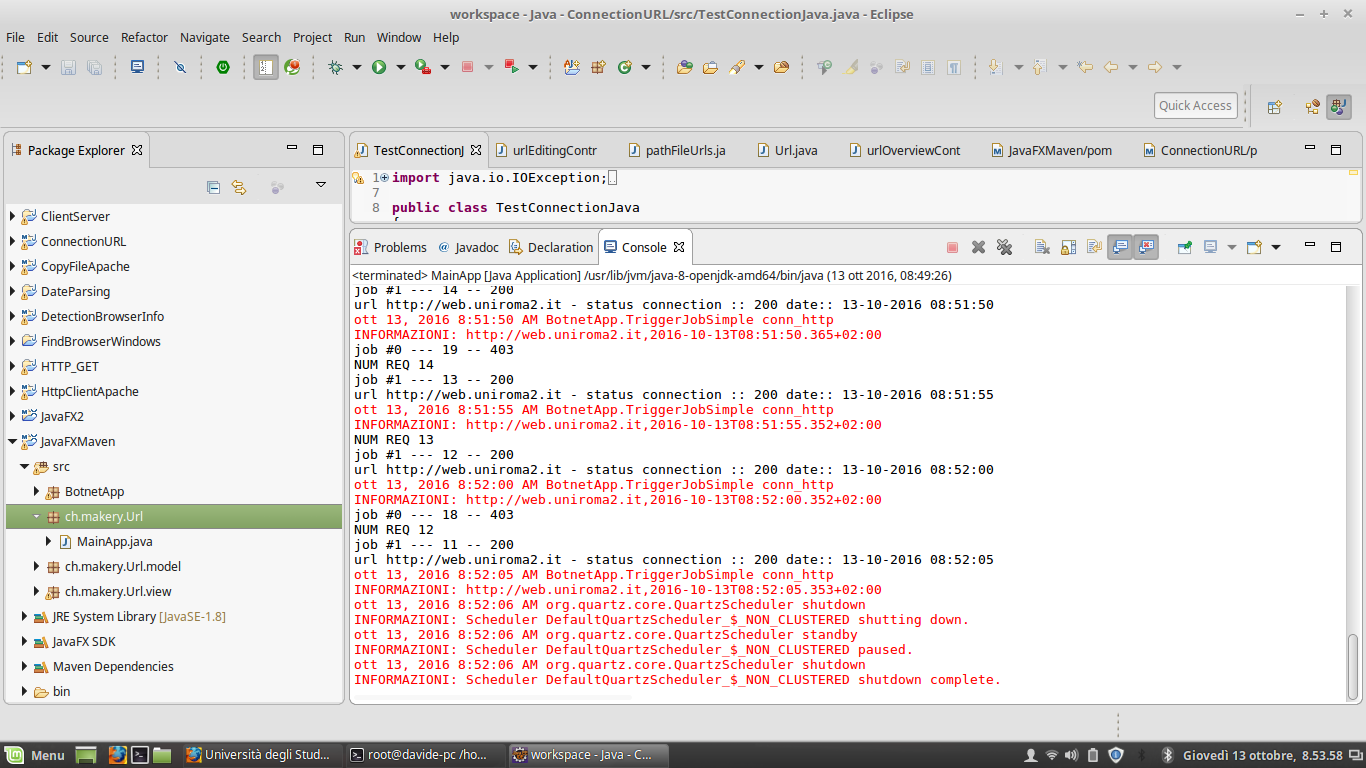 workspace - Java - ConnectionURL/src/TestConnectionJava.java - Eclipse
File Edit Source Refactor Navigate Search Project Run Window Help
Quick Access
Package Explorer
ClientServer
ConnectionURL
CopyFileApache
DateParsing
DetectionBrowserInfo
FindBrowserWindows
HTTP_GET
HttpClientApache
JavaFX2
JavaFXMaven
src
BotnetApp
ch.makery.Url
MainApp.java
ch.makery.Url.model
ch.makery.Url.view
JRE System Library [JavaSE-1.8]
JavaFX SDK
Maven Dependencies
bin
TestConnectionJ urlEditingContr pathFileUrls.ja Url.java urlOverviewCont JavaFXMaven/pom ConnectionURL/p
1 import java.io.IOException;
7
8 public class TestConnectionJava
Problems @ Javadoc Declaration Console
<terminated> MainApp [Java Application] /usr/lib/jvm/java-8-openjdk-amd64/bin/java (13 ott 2016, 08:49:26)
job #1 --- 14 -- 200
url http://web.uniroma2.it - status connection :: 200 date:: 13-10-2016 08:51:50
ott 13, 2016 8:51:50 AM BotnetApp.TriggerJobSimple conn_http
INFORMAZIONI: http://web.uniroma2.it,2016-10-13T08:51:50.365+02:00
job #0 --- 19 -- 403
NUM REQ 14
job #1 --- 13 -- 200
url http://web.uniroma2.it - status connection :: 200 date:: 13-10-2016 08:51:55
ott 13, 2016 8:51:55 AM BotnetApp.TriggerJobSimple conn_http
INFORMAZIONI: http://web.uniroma2.it,2016-10-13T08:51:55.352+02:00
NUM REQ 13
job #1 --- 12 -- 200
url http://web.uniroma2.it - status connection :: 200 date:: 13-10-2016 08:52:00
ott 13, 2016 8:52:00 AM BotnetApp.TriggerJobSimple conn_http
INFORMAZIONI: http://web.uniroma2.it,2016-10-13T08:52:00.352+02:00
job #0 --- 18 -- 403
NUM REQ 12
job #1 --- 11 -- 200
url http://web.uniroma2.it - status connection :: 200 date:: 13-10-2016 08:52:05
ott 13, 2016 8:52:05 AM BotnetApp.TriggerJobSimple conn_http
INFORMAZIONI: http://web.uniroma2.it,2016-10-13T08:52:05.353+02:00
ott 13, 2016 8:52:06 AM org.quartz.core.QuartzScheduler shutdown
INFORMAZIONI: Scheduler DefaultQuartzScheduler_$_NON_CLUSTERED shutting down.
ott 13, 2016 8:52:06 AM org.quartz.core.QuartzScheduler standby
INFORMAZIONI: Scheduler DefaultQuartzScheduler_$_NON_CLUSTERED paused.
ott 13, 2016 8:52:06 AM org.quartz.core.QuartzScheduler shutdown
INFORMAZIONI: Scheduler DefaultQuartzScheduler_$_NON_CLUSTERED shutdown complete.
Menu Università degli Stud... root@davide-pc /ho... workspace - Java - C... Giovedì 13 ottobre, 8.53.58